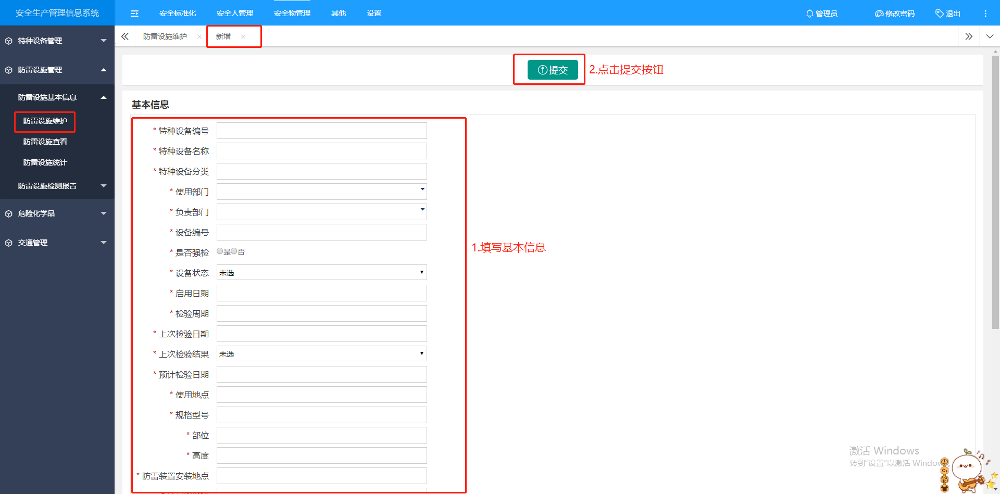 安全生产管理信息系统
安全标准化 安全人管理 安全物管理 其他 设置
管理员 修改密码 退出
特种设备管理
防雷设施管理
防雷设施基本信息
防雷设施维护
防雷设施查看
防雷设施统计
防雷设施检测报告
危险化学品
交通管理
防雷设施维护 × 新增 ×
提交
2.点击提交按钮
基本信息
* 特种设备编号
* 特种设备名称
* 特种设备分类
* 使用部门
* 负责部门
* 设备编号
* 是否强检 是 否
* 设备状态 未选
* 启用日期
* 检验周期
* 上次检验日期
* 上次检验结果 未选
* 预计检验日期
* 使用地点
* 规格型号
* 部位
* 高度
* 防雷装置安装地点
1.填写基本信息
激活 Windows
转到"设置"以激活 Windows。
中
简